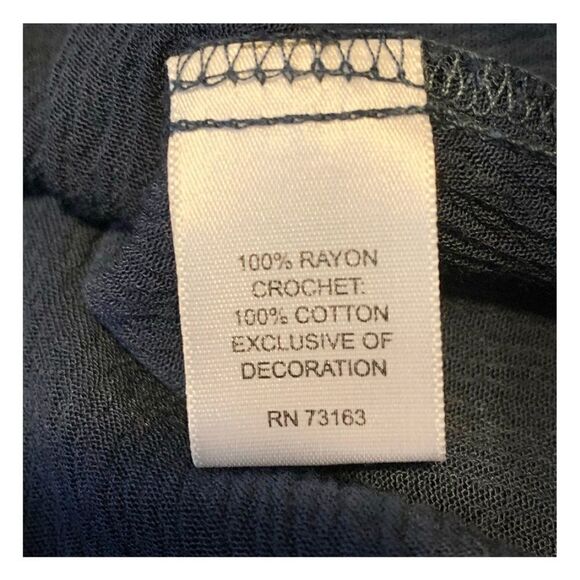 100% RAYON
CROCHET:
100% COTTON
EXCLUSIVE OF
DECORATION
RN 73163